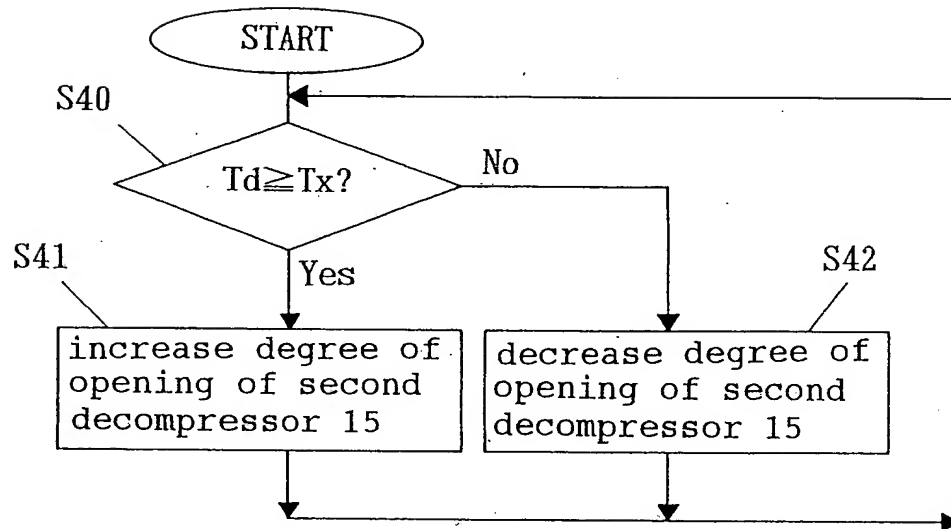 START
S40
Td≧Tx?
No
S41
Yes
S42
increase degree of
opening of second
decompressor 15
decrease degree of
opening of second
decompressor 15